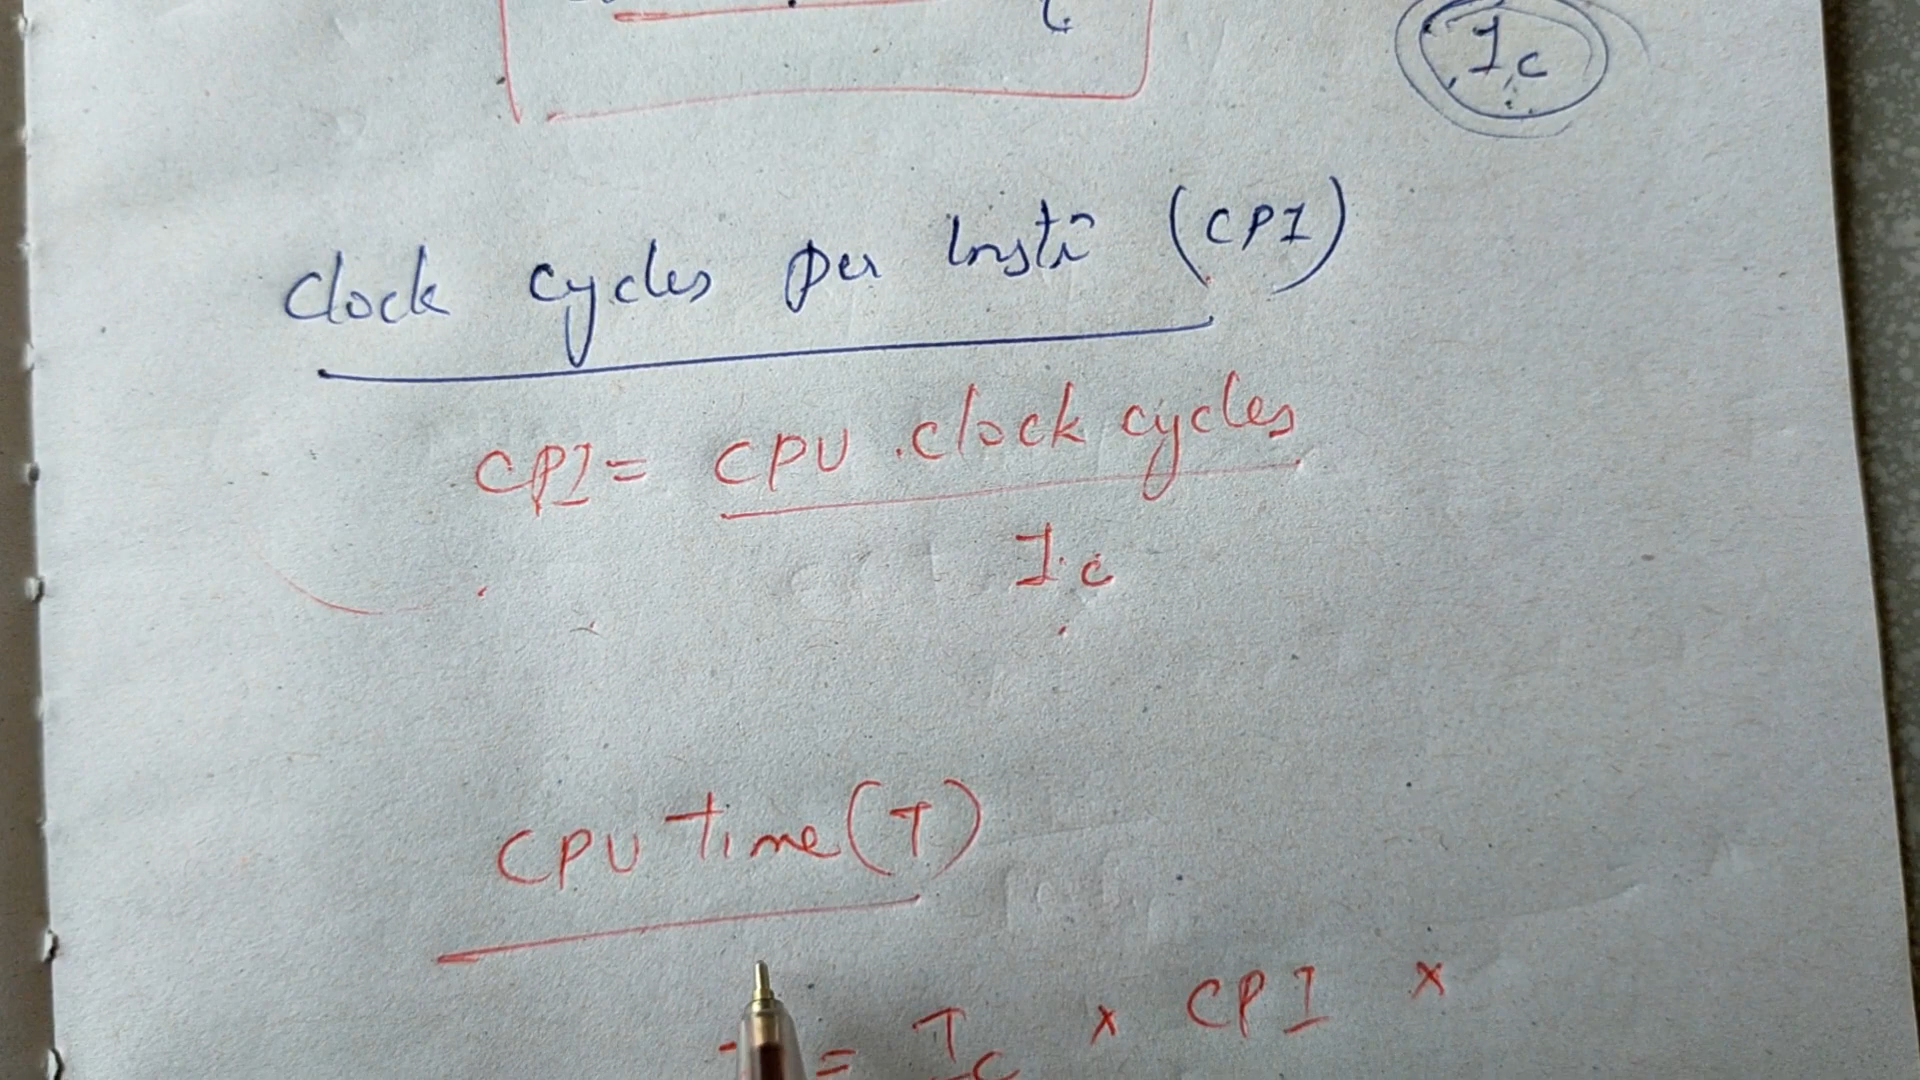 Ic
Clock cycles per Instr (CPI)
CPI = CPU clock cycles
Ic
CPU Time (T)
= Ic × CPI ×